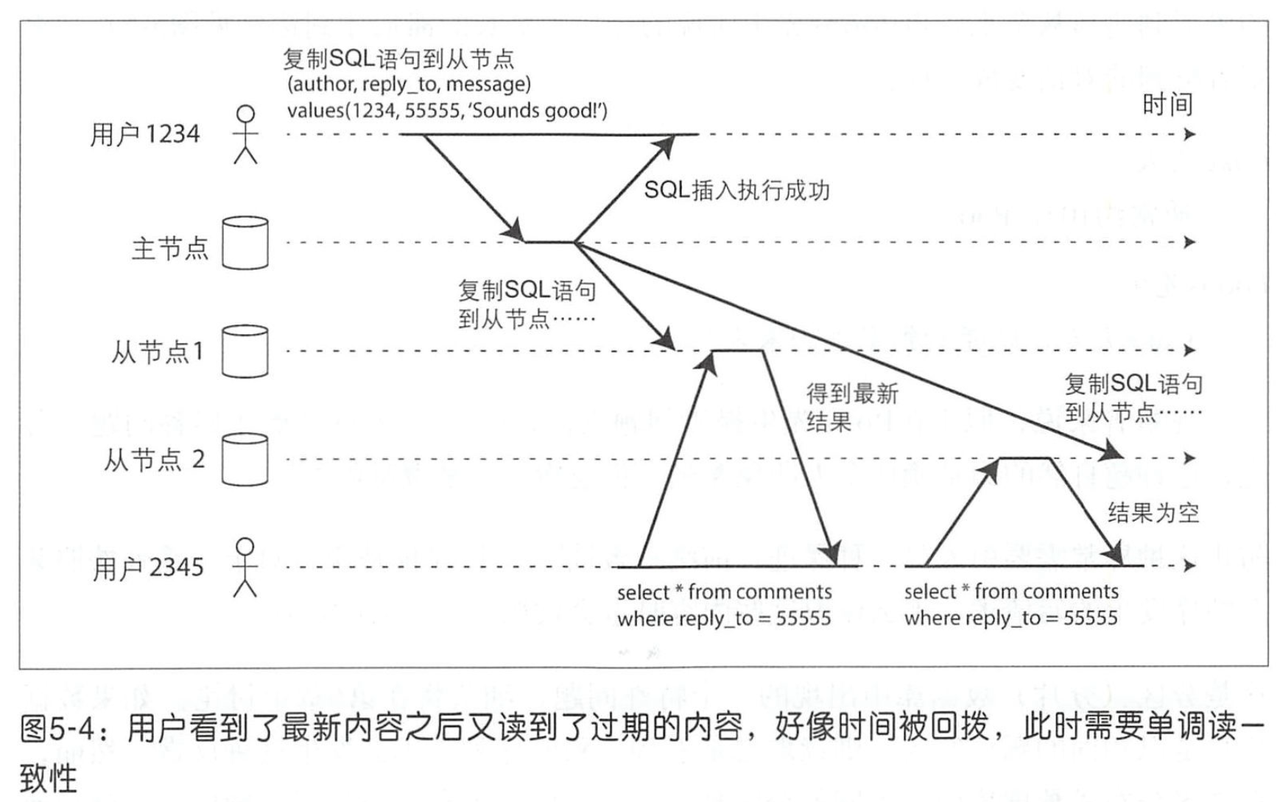 复制SQL语句到从节点
(author, reply_to, message)
values(1234, 55555, ‘Sounds good!’)
时间
用户1234
SQL插入执行成功
主节点
复制SQL语句
到从节点……
从节点1
得到最新
结果
复制SQL语句
到从节点……
从节点 2
结果为空
用户 2345
select * from comments
where reply_to = 55555
select * from comments
where reply_to = 55555
图5-4：用户看到了最新内容之后又读到了过期的内容，好像时间被回拨，此时需要单调读一
致性